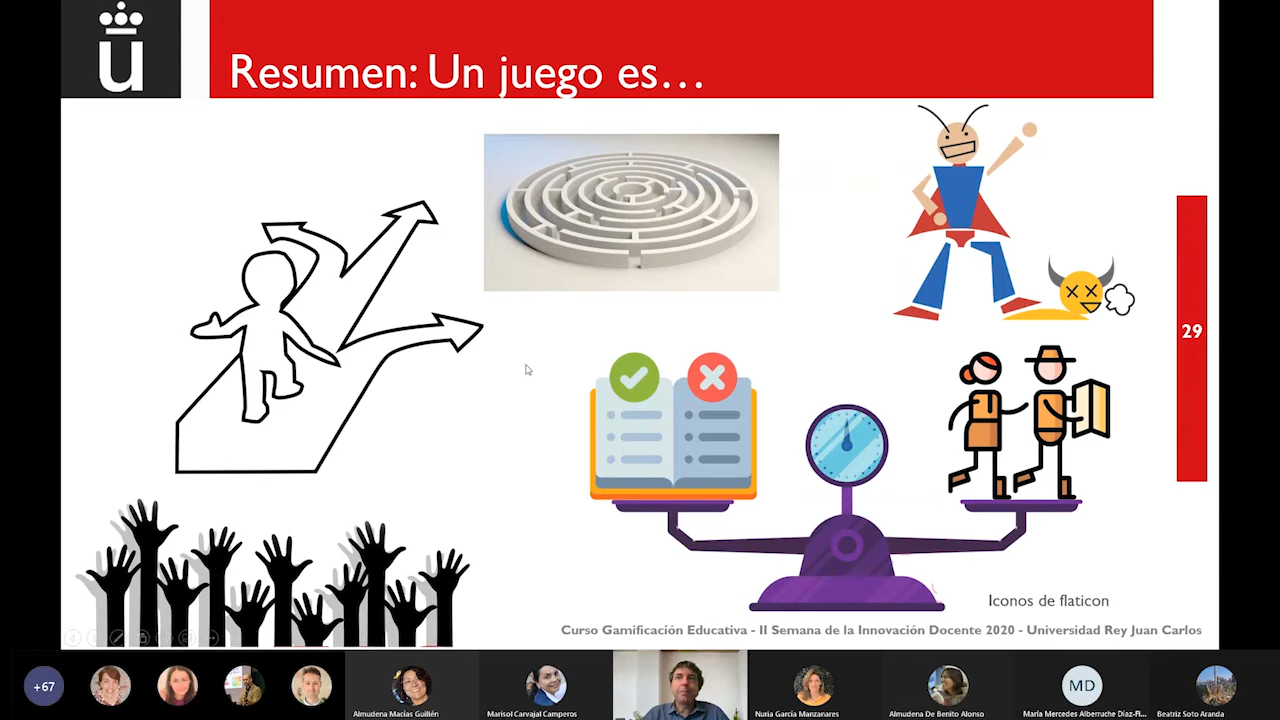 u
Resumen: Un juego es...
29
Iconos de flaticon
Curso Gamificación Educativa - II Semana de la Innovación Docente 2020 - Universidad Rey Juan Carlos
+67
Almudena Macías Guillén
Marisol Carvajal Camperos
Nuria García Manzanares
Almudena De Benito Alonso
MD
María Mercedes Alberrache Díaz-Fl...
Beatriz Soto Aranda